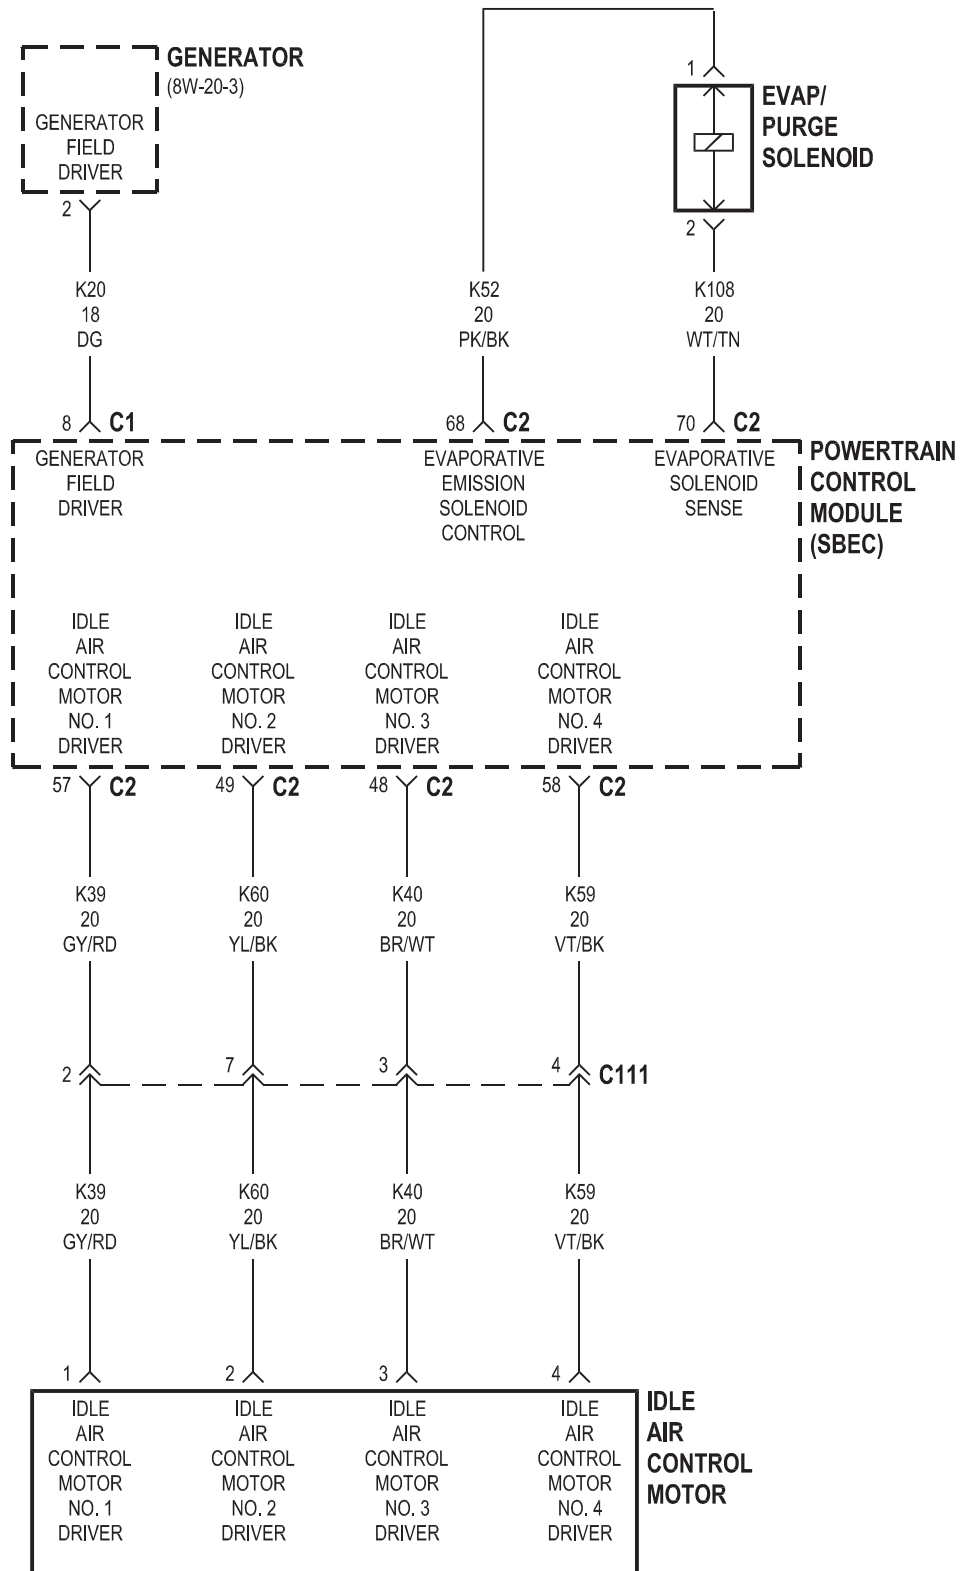 GENERATOR
(8W-20-3)
GENERATOR
FIELD
DRIVER
2
K20
18
DG
8
C1
1
EVAP/
PURGE
SOLENOID
2
K52
20
PK/BK
K108
20
WT/TN
68
C2
70
C2
POWERTRAIN
CONTROL
MODULE
(SBEC)
GENERATOR
FIELD
DRIVER
EVAPORATIVE
EMISSION
SOLENOID
CONTROL
EVAPORATIVE
SOLENOID
SENSE
IDLE
AIR
CONTROL
MOTOR
NO. 1
DRIVER
IDLE
AIR
CONTROL
MOTOR
NO. 2
DRIVER
IDLE
AIR
CONTROL
MOTOR
NO. 3
DRIVER
IDLE
AIR
CONTROL
MOTOR
NO. 4
DRIVER
57
C2
49
C2
48
C2
58
C2
K39
20
GY/RD
K60
20
YL/BK
K40
20
BR/WT
K59
20
VT/BK
2
7
3
4
C111
K39
20
GY/RD
K60
20
YL/BK
K40
20
BR/WT
K59
20
VT/BK
1
2
3
4
IDLE
AIR
CONTROL
MOTOR
IDLE
AIR
CONTROL
MOTOR
NO. 1
DRIVER
IDLE
AIR
CONTROL
MOTOR
NO. 2
DRIVER
IDLE
AIR
CONTROL
MOTOR
NO. 3
DRIVER
IDLE
AIR
CONTROL
MOTOR
NO. 4
DRIVER